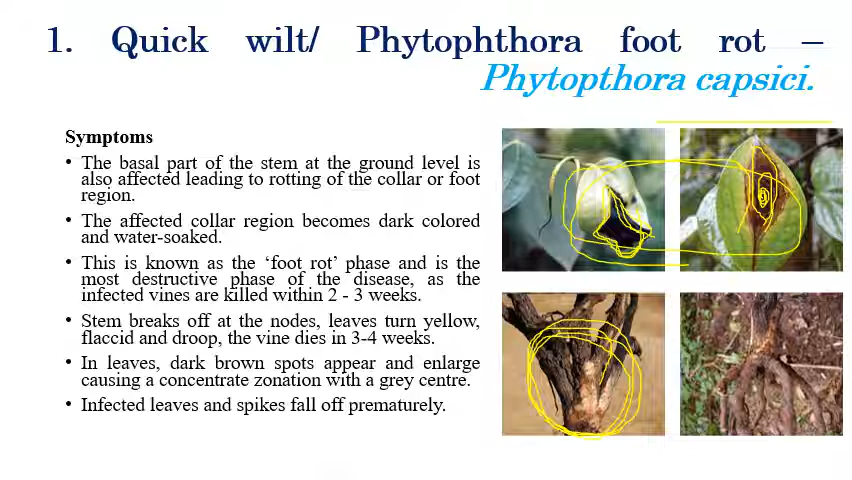 1. Quick wilt/ Phytophthora foot rot –
Phytopthora capsici.
Symptoms
• The basal part of the stem at the ground level is
also affected leading to rotting of the collar or foot
region.
• The affected collar region becomes dark colored
and water-soaked.
• This is known as the ‘foot rot’ phase and is the
most destructive phase of the disease, as the
infected vines are killed within 2 - 3 weeks.
• Stem breaks off at the nodes, leaves turn yellow,
flaccid and droop, the vine dies in 3-4 weeks.
• In leaves, dark brown spots appear and enlarge
causing a concentrate zonation with a grey centre.
• Infected leaves and spikes fall off prematurely.